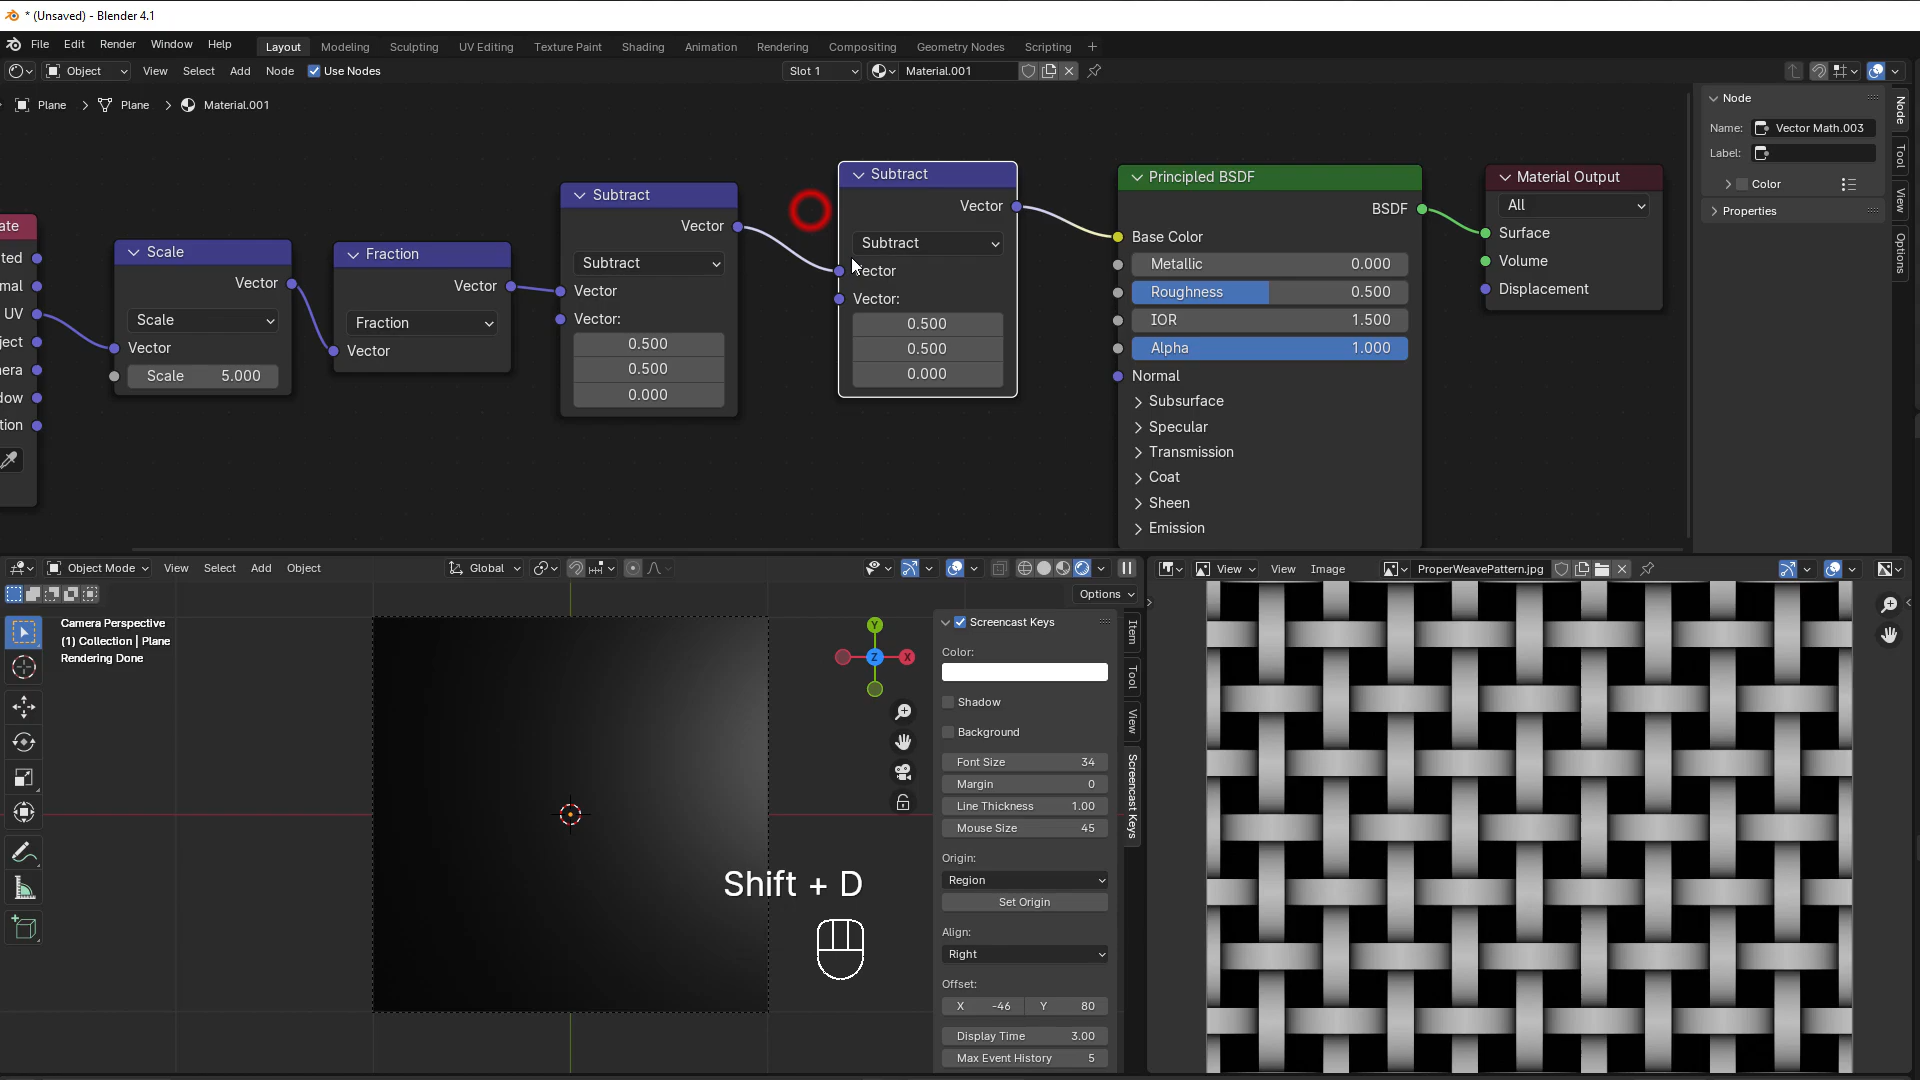 * (Unsaved) - Blender 4.1
File Edit Render Window Help Layout Modeling Sculpting UV Editing Texture Paint Shading Animation Rendering Compositing Geometry Nodes Scripting +
Object View Select Add Node Use Nodes Slot 1 Material.001
Plane > Plane > Material.001
ate
ted
mal
UV
ject
nera
dow
tion
Scale
Vector
Scale
Vector
Scale 5.000
Fraction
Vector
Fraction
Vector
Subtract
Vector
Subtract
Vector
Vector:
0.500
0.500
0.000
Subtract
Vector
Subtract
Vector
Vector:
0.500
0.500
0.000
Principled BSDF
BSDF
Base Color
Metallic 0.000
Roughness 0.500
IOR 1.500
Alpha 1.000
Normal
Subsurface
Specular
Transmission
Coat
Sheen
Emission
Material Output
All
Surface
Volume
Displacement
Node
Name: Vector Math.003
Label:
Color
Properties
Node
Tool
View
Options
Object Mode View Select Add Object Global
Options
Camera Perspective
(1) Collection | Plane
Rendering Done
Y
Z X
Shift + D
Screencast Keys
Color:
Shadow
Background
Font Size 34
Margin 0
Line Thickness 1.00
Mouse Size 45
Origin:
Region
Set Origin
Align:
Right
Offset:
X -46 Y 80
Display Time 3.00
Max Event History 5
Item
Tool
View
Screencast Keys
View View Image ProperWeavePattern.jpg